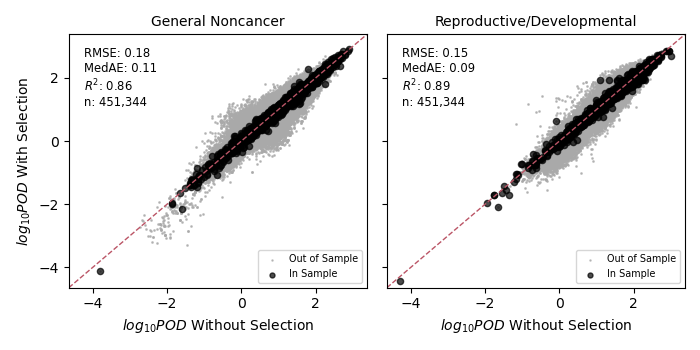 General Noncancer
RMSE: 0.18
MedAE: 0.11
R²: 0.86
n: 451,344
log₁₀POD With Selection
2
0
−2
−4
Out of Sample
In Sample
−4 −2 0 2
log₁₀POD Without Selection
Reproductive/Developmental
RMSE: 0.15
MedAE: 0.09
R²: 0.89
n: 451,344
Out of Sample
In Sample
−4 −2 0 2
log₁₀POD Without Selection